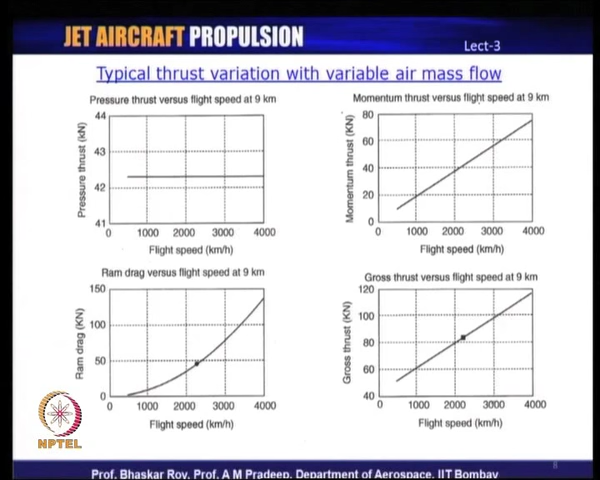 JET AIRCRAFT PROPULSION
Lect-3
Typical thrust variation with variable air mass flow
Pressure thrust versus flight speed at 9 km
44
43
42
41
Pressure thrust (kN)
0 1000 2000 3000 4000
Flight speed (km/h)
Momentum thrust versus flight speed at 9 km
80
60
40
20
0
Momentum thrust (KN)
0 1000 2000 3000 4000
Flight speed (km/h)
Ram drag versus flight speed at 9 km
150
100
50
0
Ram drag (KN)
0 1000 2000 3000 4000
Flight speed (km/h)
Gross thrust versus flight speed at 9 km
120
100
80
60
40
Gross thrust (KN)
0 1000 2000 3000 4000
Flight speed (km/h)
NPTEL
8
Prof. Bhaskar Roy, Prof. A M Pradeep, Department of Aerospace, IIT Bombay